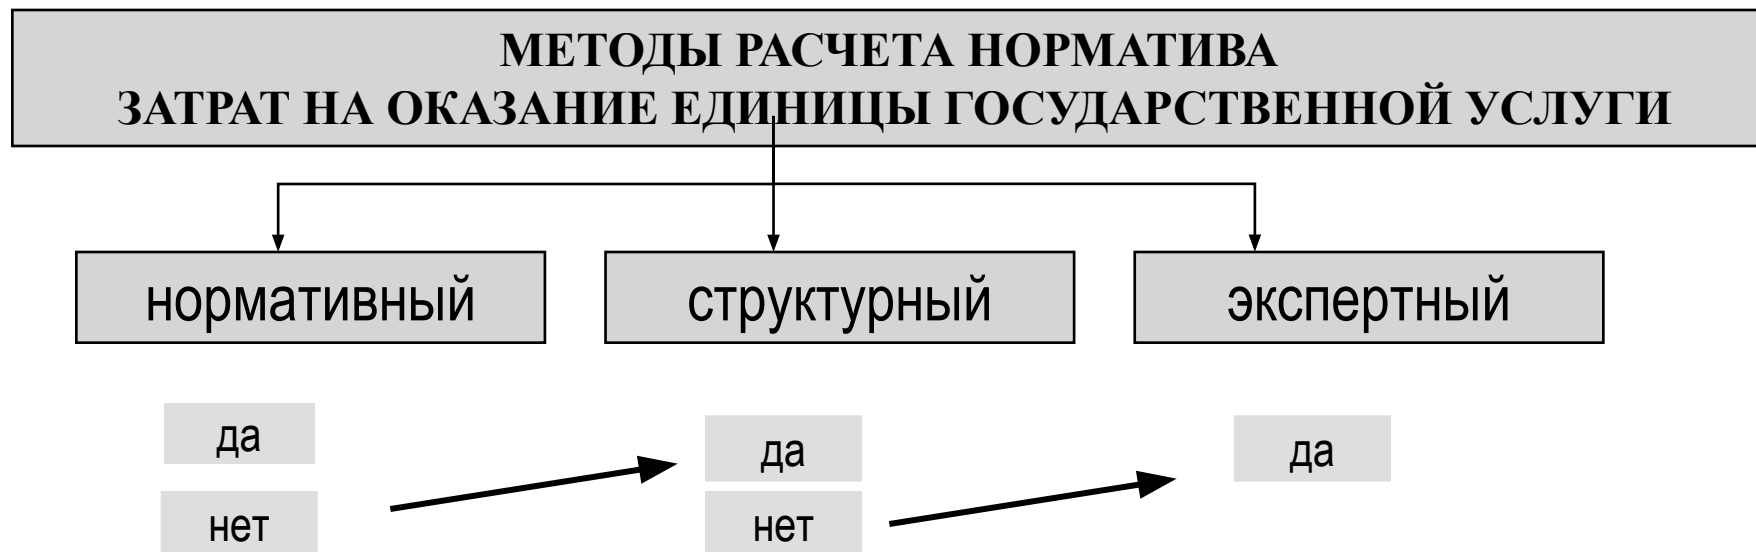 МЕТОДЫ РАСЧЕТА НОРМАТИВА
ЗАТРАТ НА ОКАЗАНИЕ ЕДИНИЦЫ ГОСУДАРСТВЕННОЙ УСЛУГИ
нормативный
структурный
экспертный
да
да
да
нет
нет